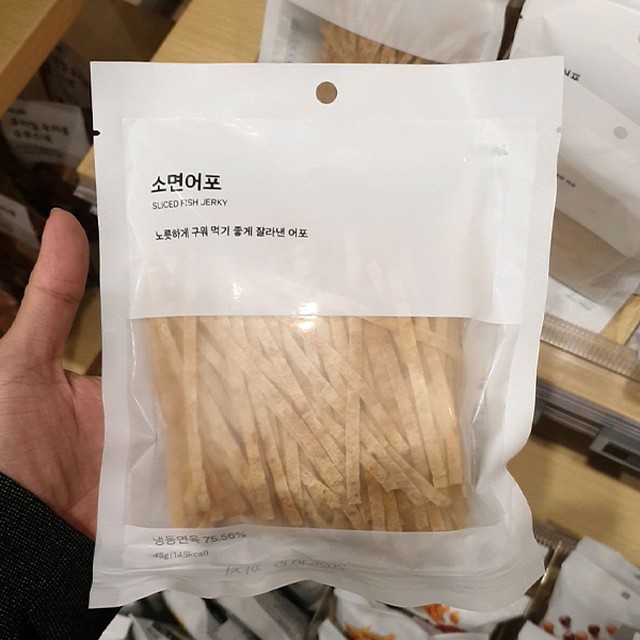 소면어포
SLICED FISH JERKY
노릇하게 구워 먹기 좋게 잘라낸 어포
냉동연육 75.56%
45g(145kcal)